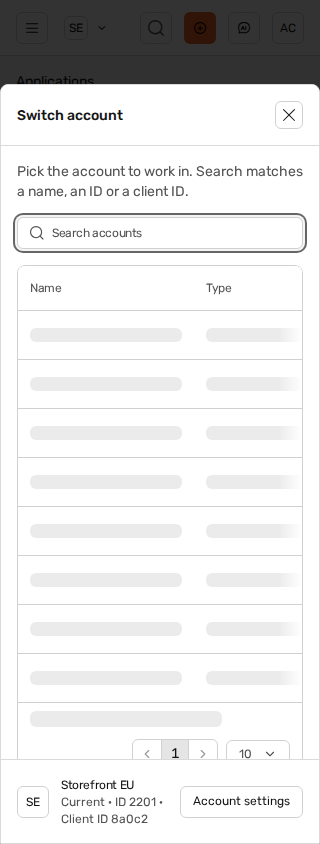 SE
AC
Applications
Switch account
Pick the account to work in. Search matches
a name, an ID or a client ID.
Search accounts
Name Type
1 10
SE
Storefront EU
Current • ID 2201 •
Client ID 8a0c2
Account settings